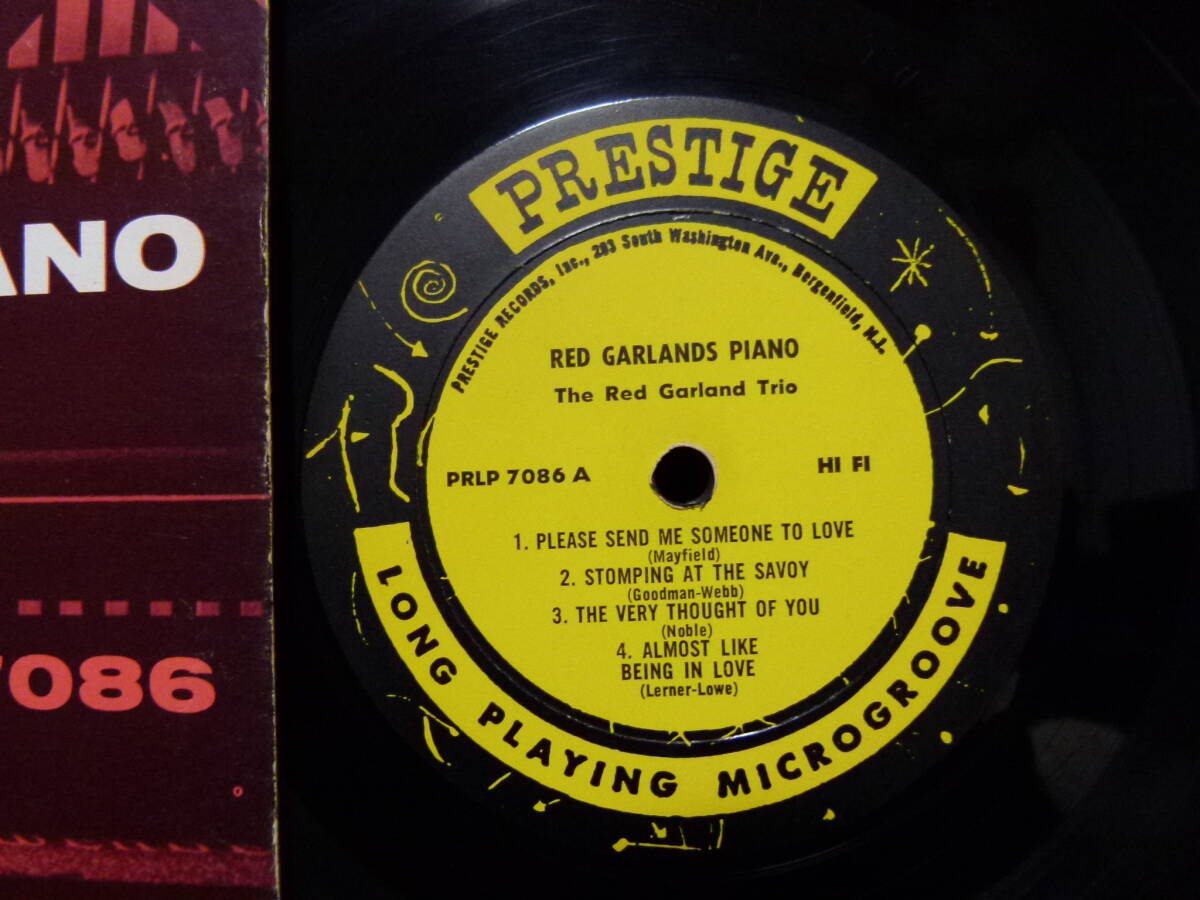 ANO
7086
PRESTIGE
PRESTIGE RECORDS, Inc., 203 South Washington Ave., Bergenfield, N.J.
RED GARLANDS PIANO
The Red Garland Trio
PRLP 7086 A
HI FI
1. PLEASE SEND ME SOMEONE TO LOVE
(Mayfield)
2. STOMPING AT THE SAVOY
(Goodman-Webb)
3. THE VERY THOUGHT OF YOU
(Noble)
4. ALMOST LIKE
BEING IN LOVE
(Lerner-Lowe)
LONG PLAYING MICROGROOVE